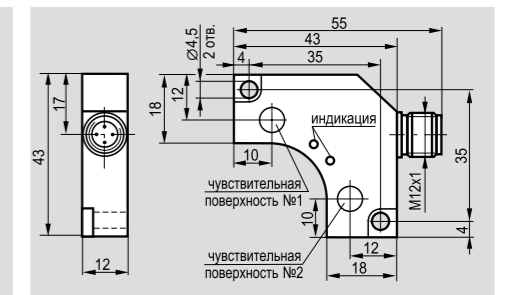 55
43
⌀4,5
2 отв.
4
35
17
43
18
12
индикация
10
35
M12x1
чувствительная
поверхность №1
10
4
12
чувствительная
поверхность №2
18
12